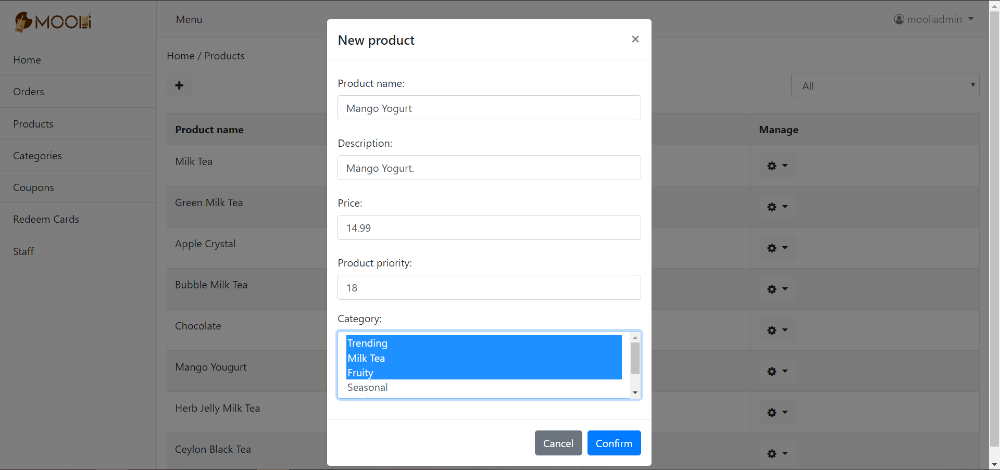 MOOLi
Menu
mooliadmin
Home
Orders
Products
Categories
Coupons
Redeem Cards
Staff
Home / Products
All
Product name
Manage
Milk Tea
Green Milk Tea
Apple Crystal
Bubble Milk Tea
Chocolate
Mango Yougurt
Herb Jelly Milk Tea
Ceylon Black Tea
New product
Product name:
Mango Yogurt
Description:
Mango Yogurt.
Price:
14.99
Product priority:
18
Category:
Trending
Milk Tea
Fruity
Seasonal
Cancel
Confirm